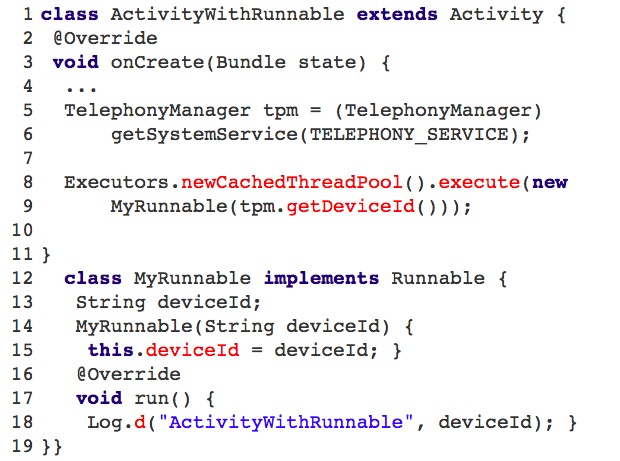 1 class ActivityWithRunnable extends Activity {
2 @Override
3 void onCreate(Bundle state) {
4 ...
5 TelephonyManager tpm = (TelephonyManager)
6 getSystemService(TELEPHONY_SERVICE);
7
8 Executors.newCachedThreadPool().execute(new
9 MyRunnable(tpm.getDeviceId()));
10
11 }
12 class MyRunnable implements Runnable {
13 String deviceId;
14 MyRunnable(String deviceId) {
15 this.deviceId = deviceId; }
16 @Override
17 void run() {
18 Log.d("ActivityWithRunnable", deviceId); }
19 }}